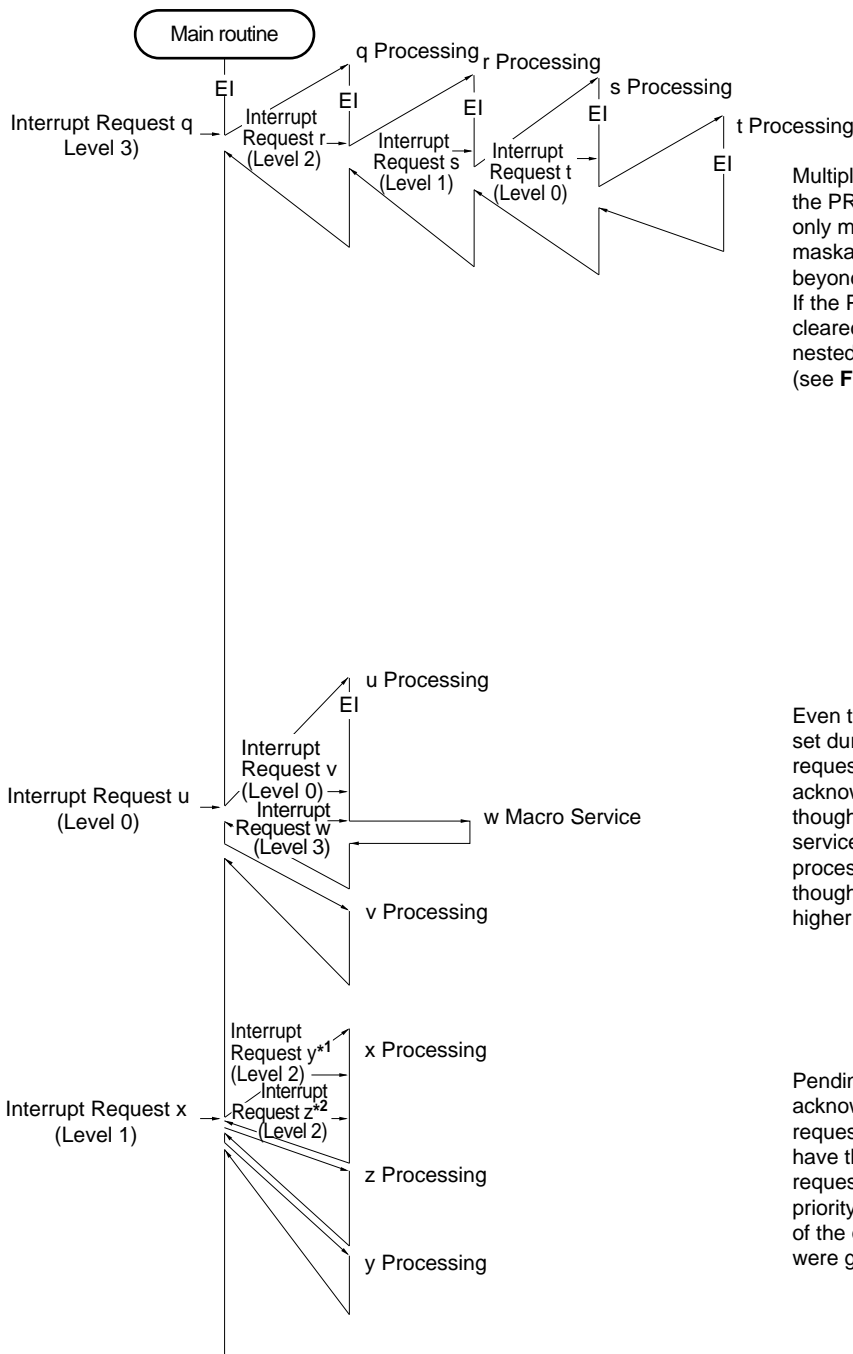 Main routine
EI
Interrupt Request q
Level 3)
q Processing
EI
Interrupt
Request r
(Level 2)
r Processing
EI
Interrupt
Request s
(Level 1)
s Processing
EI
Interrupt
Request t
(Level 0)
t Processing
EI
Multipl
the PR
only m
maska
beyon
If the P
cleared
nested
(see F
Interrupt Request u
(Level 0)
u Processing
EI
Interrupt
Request v
(Level 0)
Interrupt
Request w
(Level 3)
w Macro Service
v Processing
Even t
set dur
reques
acknow
though
service
proces
though
higher
Interrupt Request x
(Level 1)
Interrupt
Request y*1
(Level 2)
Interrupt
Request z*2
(Level 2)
x Processing
z Processing
y Processing
Pendin
acknow
reques
have th
reques
priority
of the o
were g